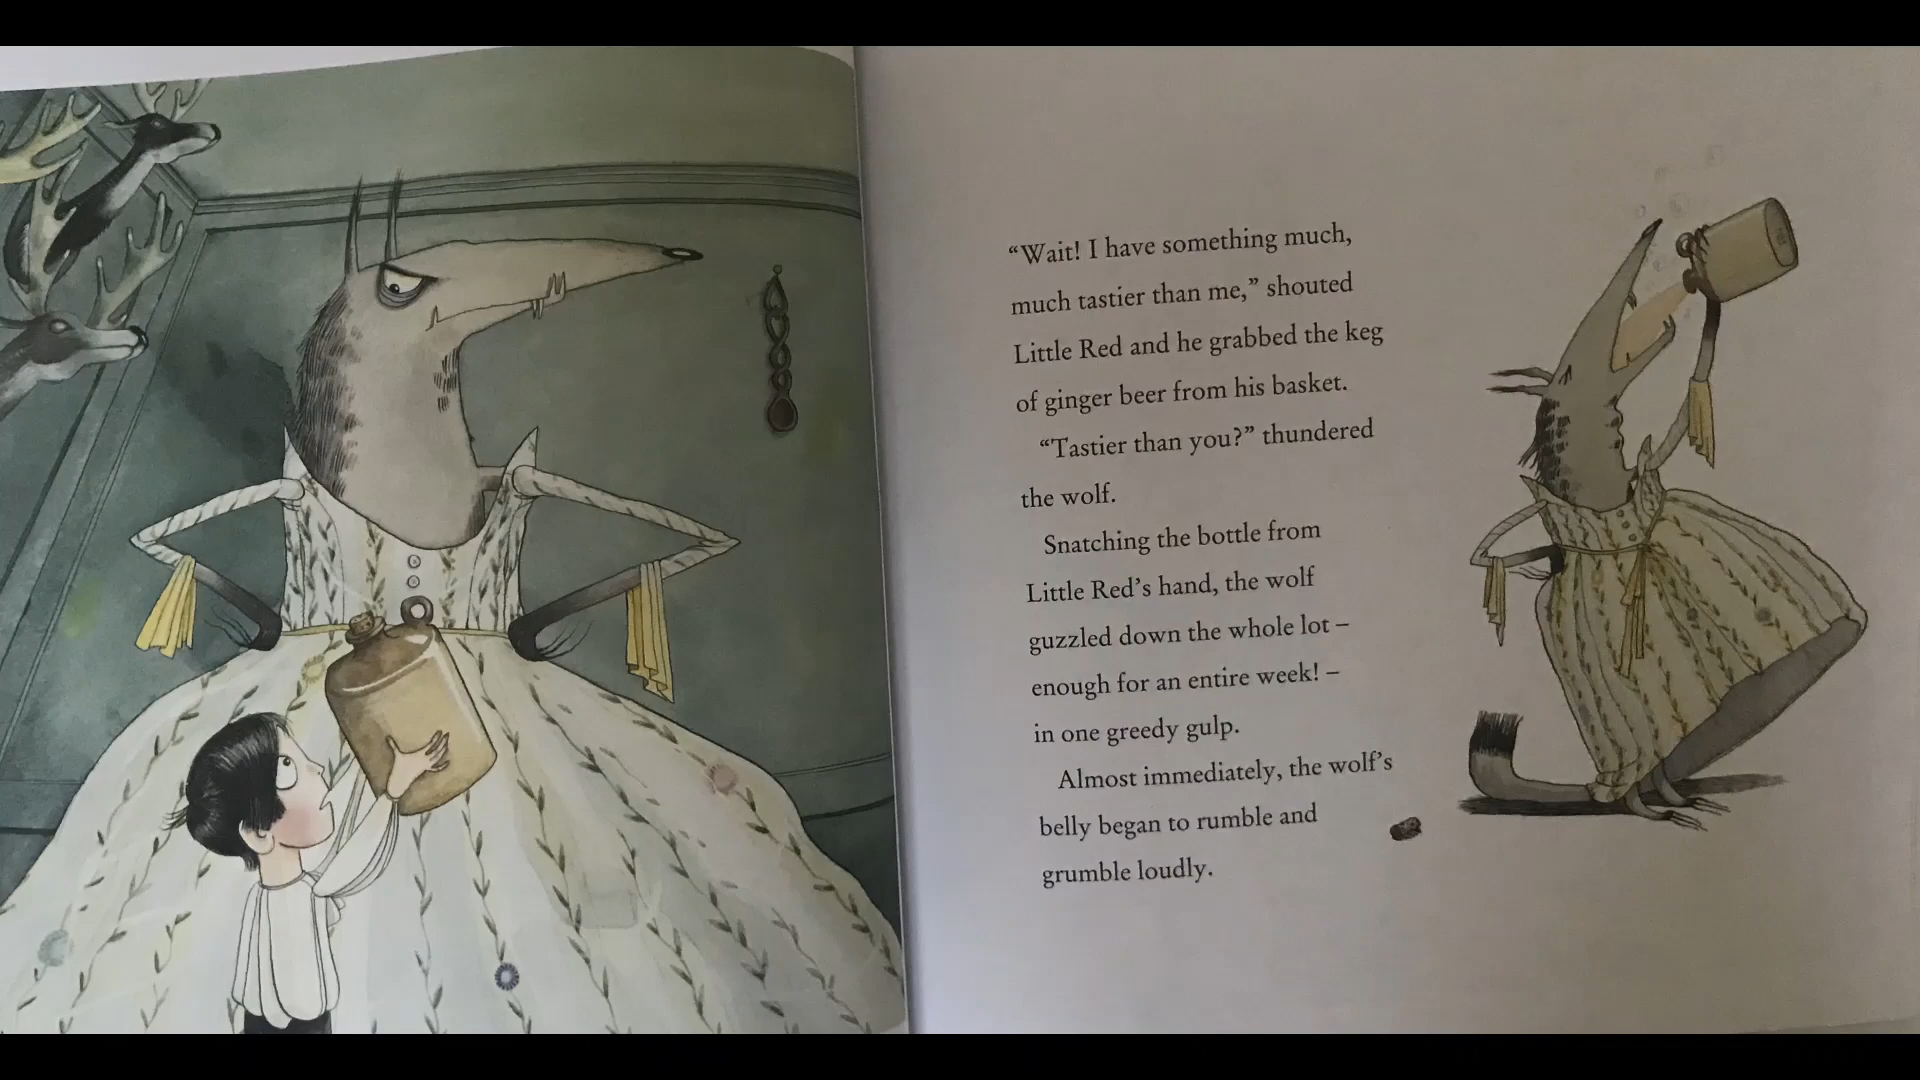 “Wait! I have something much,
much tastier than me,” shouted
Little Red and he grabbed the keg
of ginger beer from his basket.
“Tastier than you?” thundered
the wolf.
Snatching the bottle from
Little Red’s hand, the wolf
guzzled down the whole lot –
enough for an entire week! –
in one greedy gulp.
Almost immediately, the wolf’s
belly began to rumble and
grumble loudly.